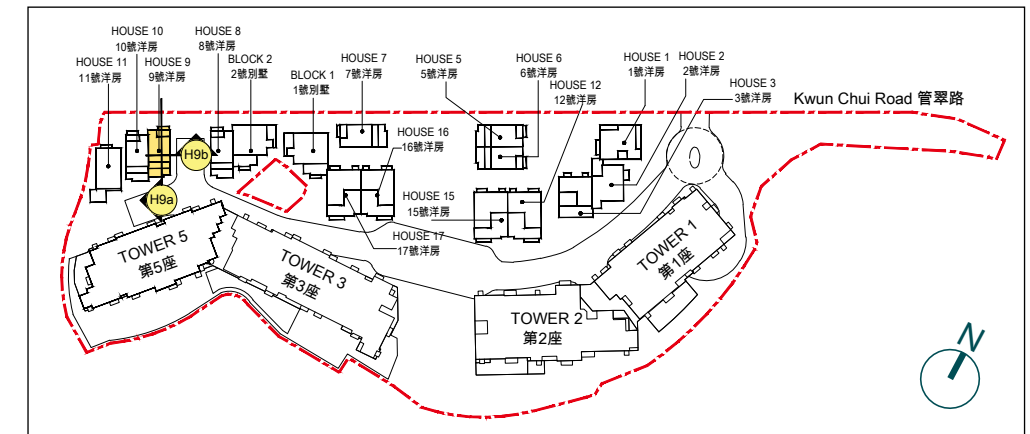 HOUSE 10
10號洋房
HOUSE 8
8號洋房
HOUSE 11
11號洋房
HOUSE 9
9號洋房
BLOCK 2
2號別墅
BLOCK 1
1號別墅
HOUSE 7
7號洋房
HOUSE 5
5號洋房
HOUSE 6
6號洋房
HOUSE 12
12號洋房
HOUSE 1
1號洋房
HOUSE 2
2號洋房
HOUSE 3
3號洋房
Kwun Chui Road 管翠路
HOUSE 16
16號洋房
H9b
H9a
HOUSE 15
15號洋房
HOUSE 17
17號洋房
TOWER 5
第5座
TOWER 3
第3座
TOWER 2
第2座
TOWER 1
第1座
N